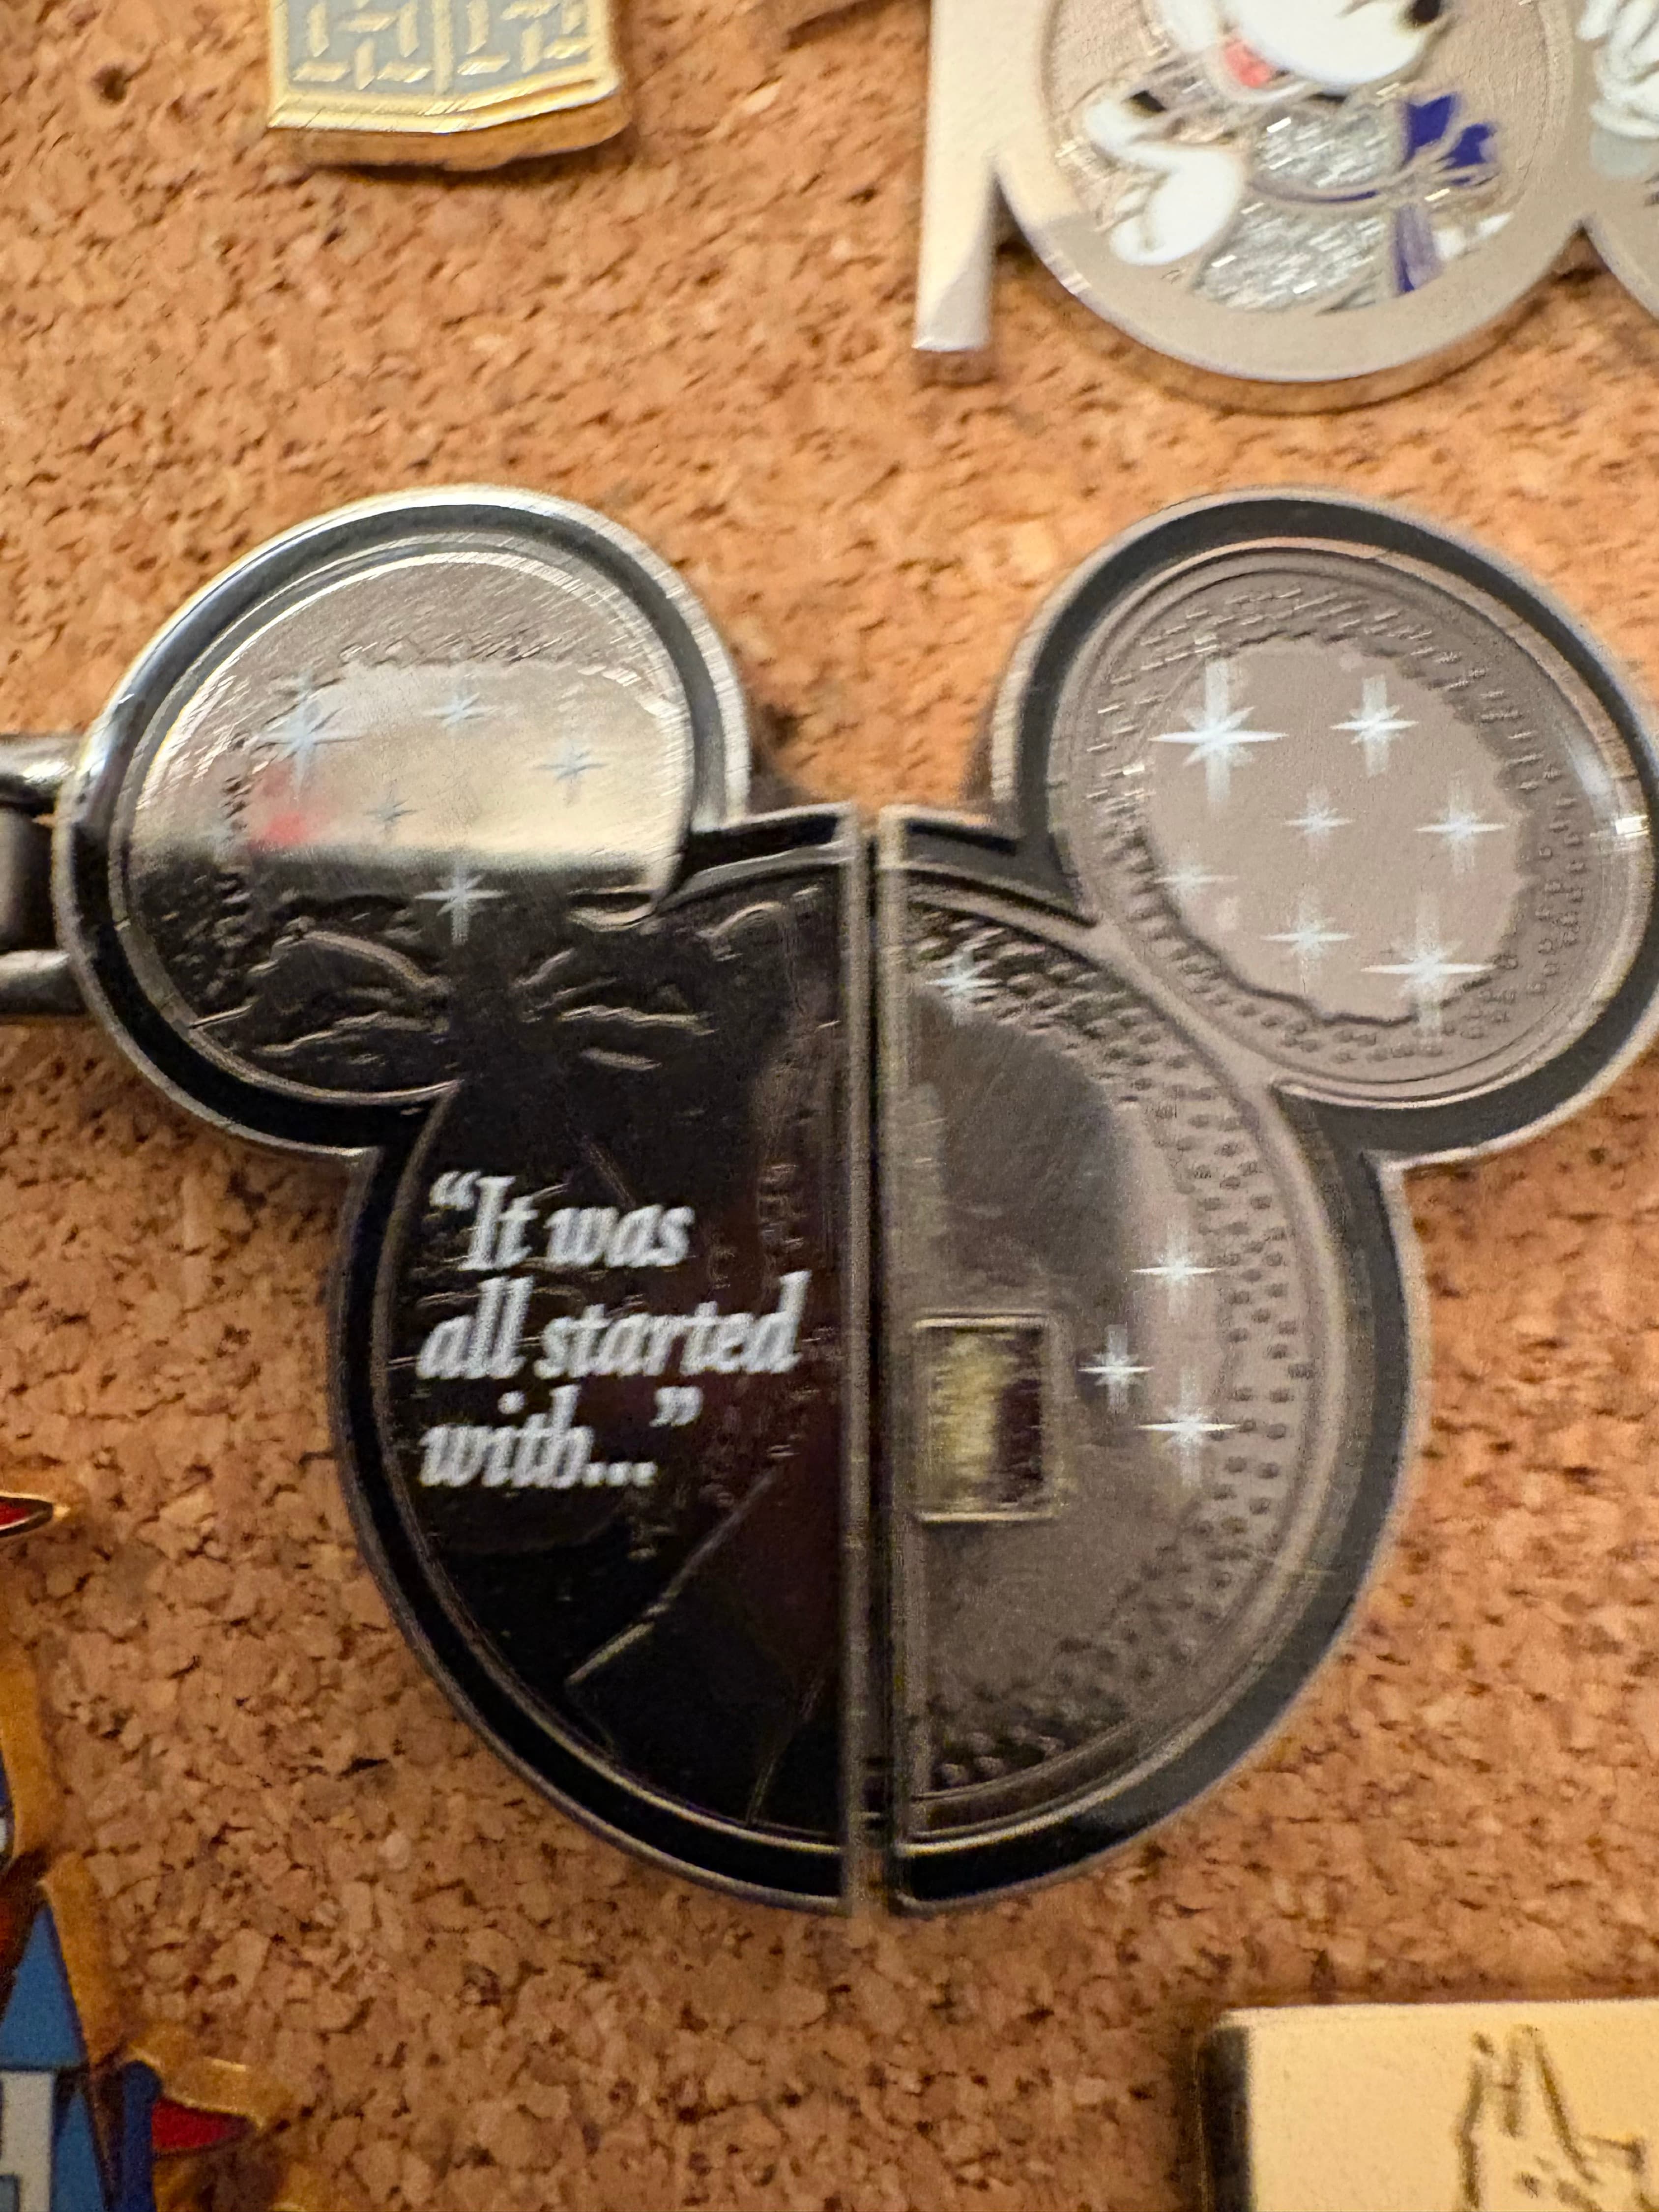 “It was
all started
with...”